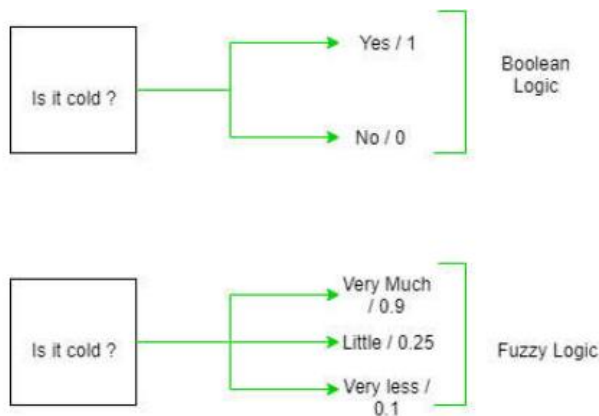 Is it cold ?
Yes / 1
No / 0
Boolean
Logic
Is it cold ?
Very Much
/ 0.9
Little / 0.25
Very less /
0.1
Fuzzy Logic